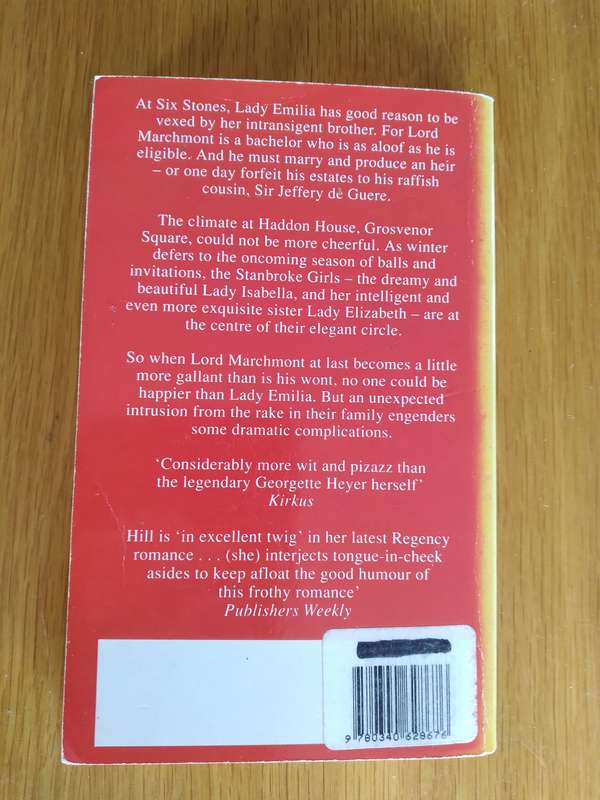 At Six Stones, Lady Emilia has good reason to be
vexed by her intransigent brother. For Lord
Marchmont is a bachelor who is as aloof as he is
eligible. And he must marry and produce an heir
– or one day forfeit his estates to his raffish
cousin, Sir Jeffery de Guere.
The climate at Haddon House, Grosvenor
Square, could not be more cheerful. As winter
defers to the oncoming season of balls and
invitations, the Stanbroke Girls – the dreamy and
beautiful Lady Isabella, and her intelligent and
even more exquisite sister Lady Elizabeth – are at
the centre of their elegant circle.
So when Lord Marchmont at last becomes a little
more gallant than is his wont, no one could be
happier than Lady Emilia. But an unexpected
intrusion from the rake in their family engenders
some dramatic complications.
‘Considerably more wit and pizazz than
the legendary Georgette Heyer herself’
Kirkus
Hill is ‘in excellent twig’ in her latest Regency
romance . . . (she) interjects tongue-in-cheek
asides to keep afloat the good humour of
this frothy romance’
Publishers Weekly
9 780340 628676